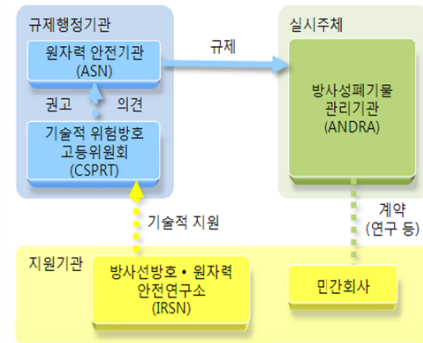 규제행정기관
원자력 안전기관
(ASN)
권고 의견
기술적 위험방호
고등위원회
(CSPRT)
규제
실시주체
방사성폐기물
관리기관
(ANDRA)
기술적 지원
계약
(연구 등)
지원기관
방사선방호 • 원자력
안전연구소
(IRSN)
민간회사